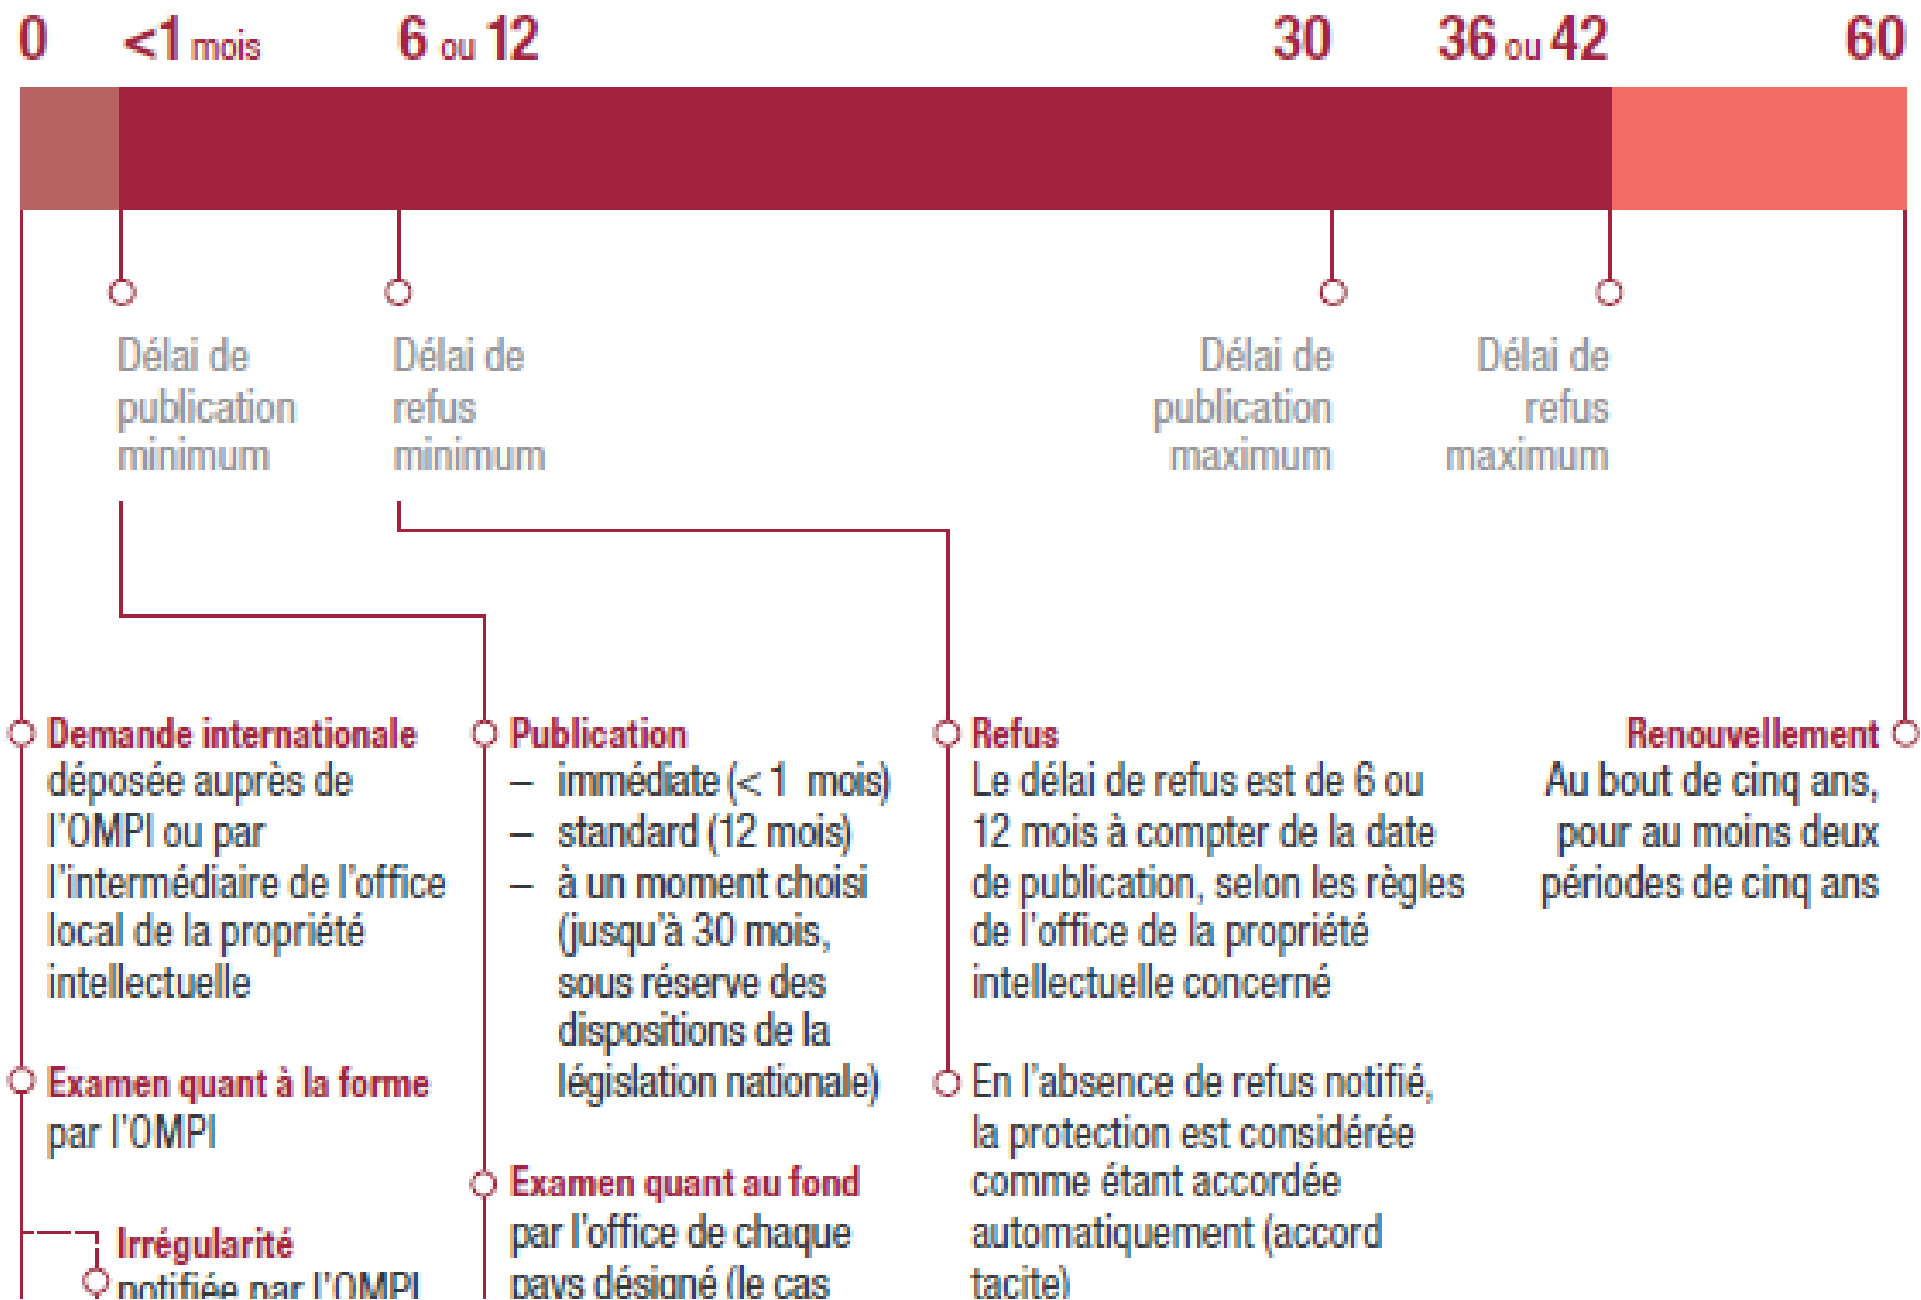 0
<1 mois
6 ou 12
30
36 ou 42
60
Délai de
publication
minimum
Délai de
refus
minimum
Délai de
publication
maximum
Délai de
refus
maximum
Demande internationale
déposée auprès de
l'OMPI ou par
l'intermédiaire de l'office
local de la propriété
intellectuelle
Examen quant à la forme
par l'OMPI
Irrégularité
notifiée par l'OMPI
Publication
– immédiate (< 1 mois)
– standard (12 mois)
– à un moment choisi
(jusqu'à 30 mois,
sous réserve des
dispositions de la
législation nationale)
Examen quant au fond
par l'office de chaque
pays désigné (le cas
Refus
Le délai de refus est de 6 ou
12 mois à compter de la date
de publication, selon les règles
de l'office de la propriété
intellectuelle concerné
En l'absence de refus notifié,
la protection est considérée
comme étant accordée
automatiquement (accord
tacite)
Renouvellement
Au bout de cinq ans,
pour au moins deux
périodes de cinq ans